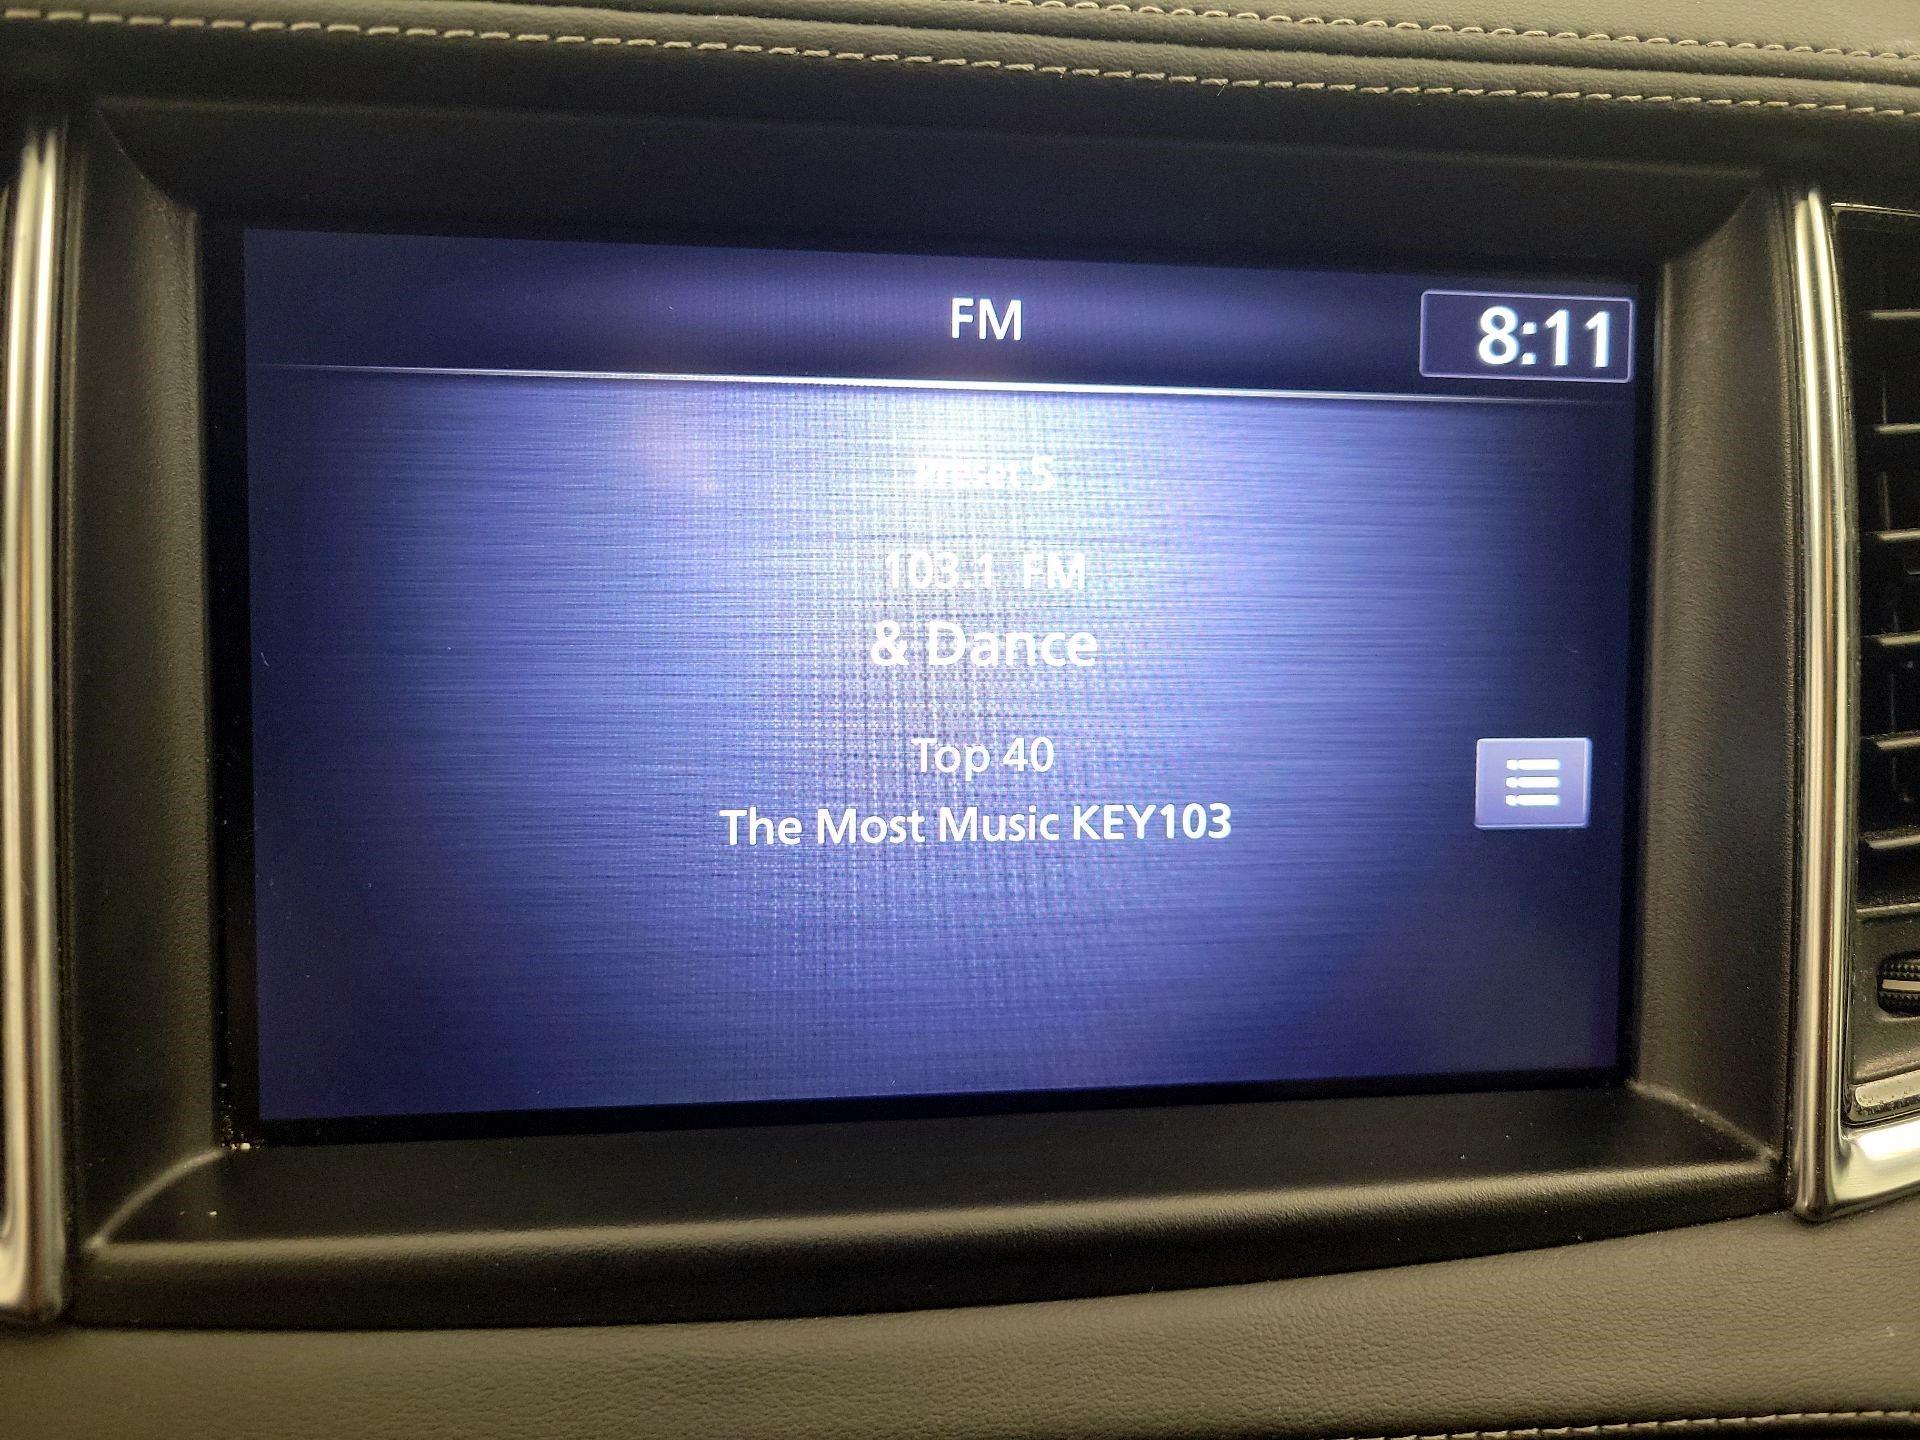 FM
8:11
Preset 5
103.1 FM
& Dance
Top 40
The Most Music KEY103